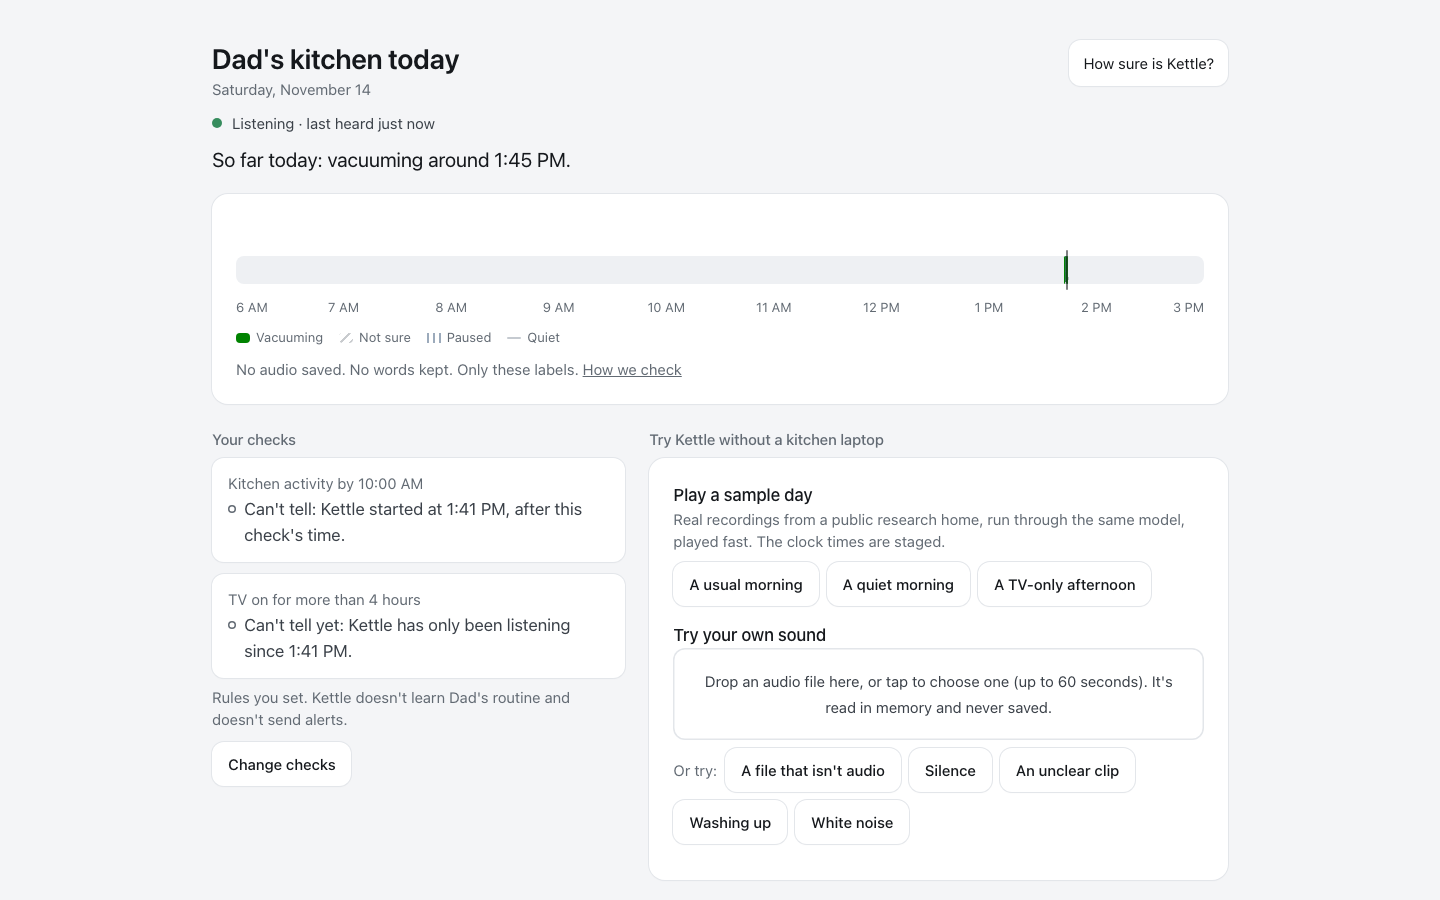 Dad's kitchen today
How sure is Kettle?
Saturday, November 14
Listening · last heard just now
So far today: vacuuming around 1:45 PM.
6 AM 7 AM 8 AM 9 AM 10 AM 11 AM 12 PM 1 PM 2 PM 3 PM
Vacuuming Not sure Paused Quiet
No audio saved. No words kept. Only these labels. How we check
Your checks
Kitchen activity by 10:00 AM
Can't tell: Kettle started at 1:41 PM, after this
check's time.
TV on for more than 4 hours
Can't tell yet: Kettle has only been listening
since 1:41 PM.
Rules you set. Kettle doesn't learn Dad's routine and
doesn't send alerts.
Change checks
Try Kettle without a kitchen laptop
Play a sample day
Real recordings from a public research home, run through the same model,
played fast. The clock times are staged.
A usual morning A quiet morning A TV-only afternoon
Try your own sound
Drop an audio file here, or tap to choose one (up to 60 seconds). It's
read in memory and never saved.
Or try: A file that isn't audio Silence An unclear clip
Washing up White noise